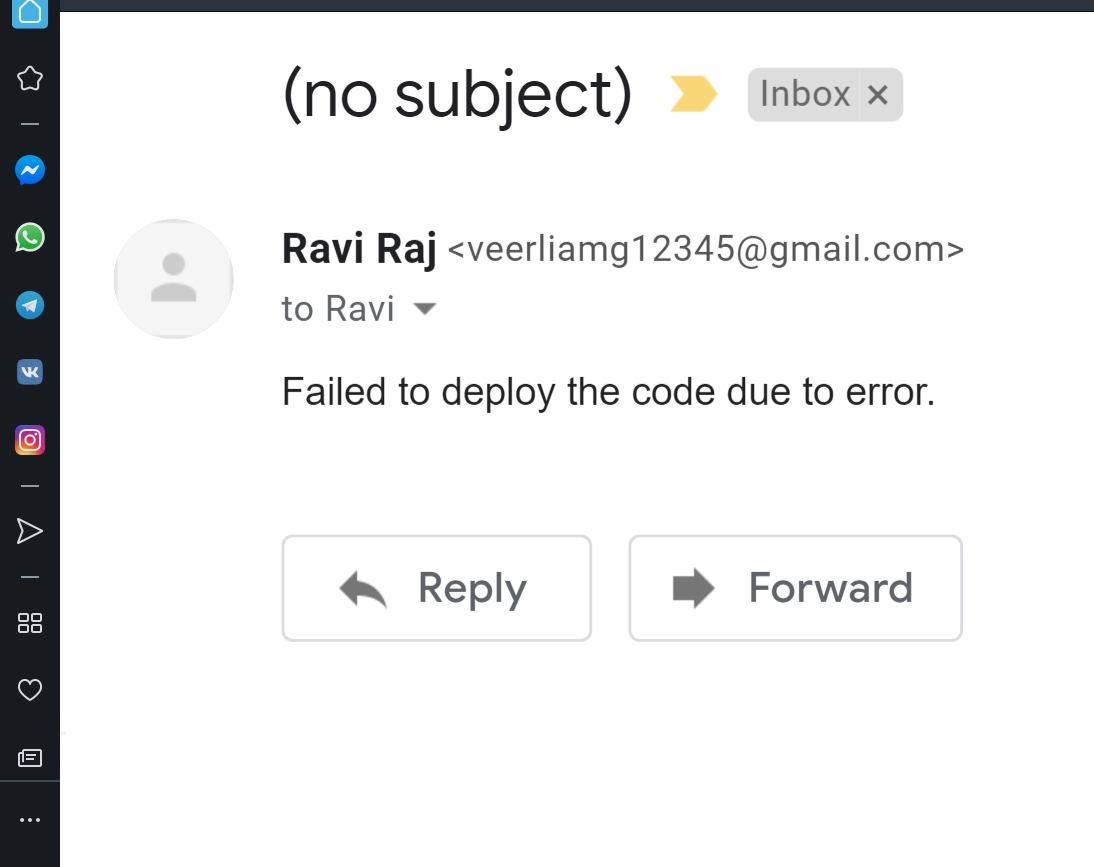 (no subject) Inbox ×
Ravi Raj <veerliamg12345@gmail.com>
to Ravi
Failed to deploy the code due to error.
Reply Forward